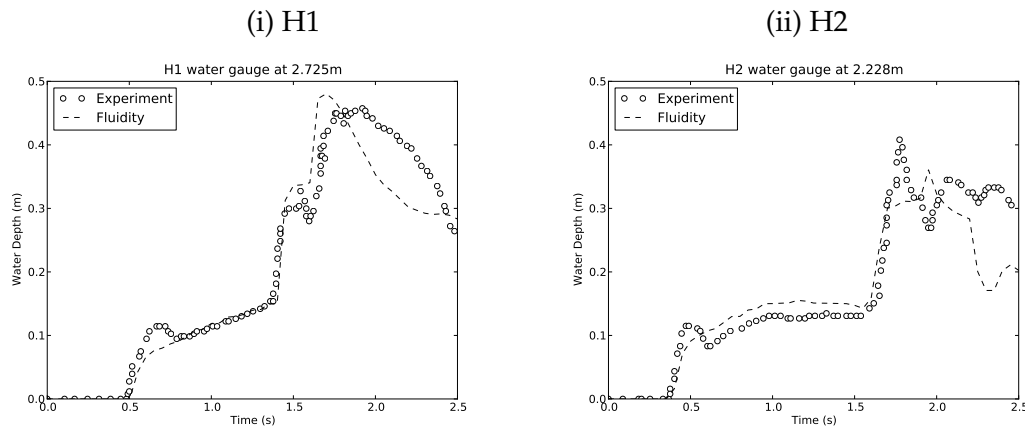 (i) H1
H1 water gauge at 2.725m
Experiment
Fluidity
Water Depth (m)
0.5
0.4
0.3
0.2
0.1
0.0
0.0 0.5 1.0 1.5 2.0 2.5
Time (s)
(ii) H2
H2 water gauge at 2.228m
Experiment
Fluidity
Water Depth (m)
0.5
0.4
0.3
0.2
0.1
0.0
0.0 0.5 1.0 1.5 2.0 2.5
Time (s)